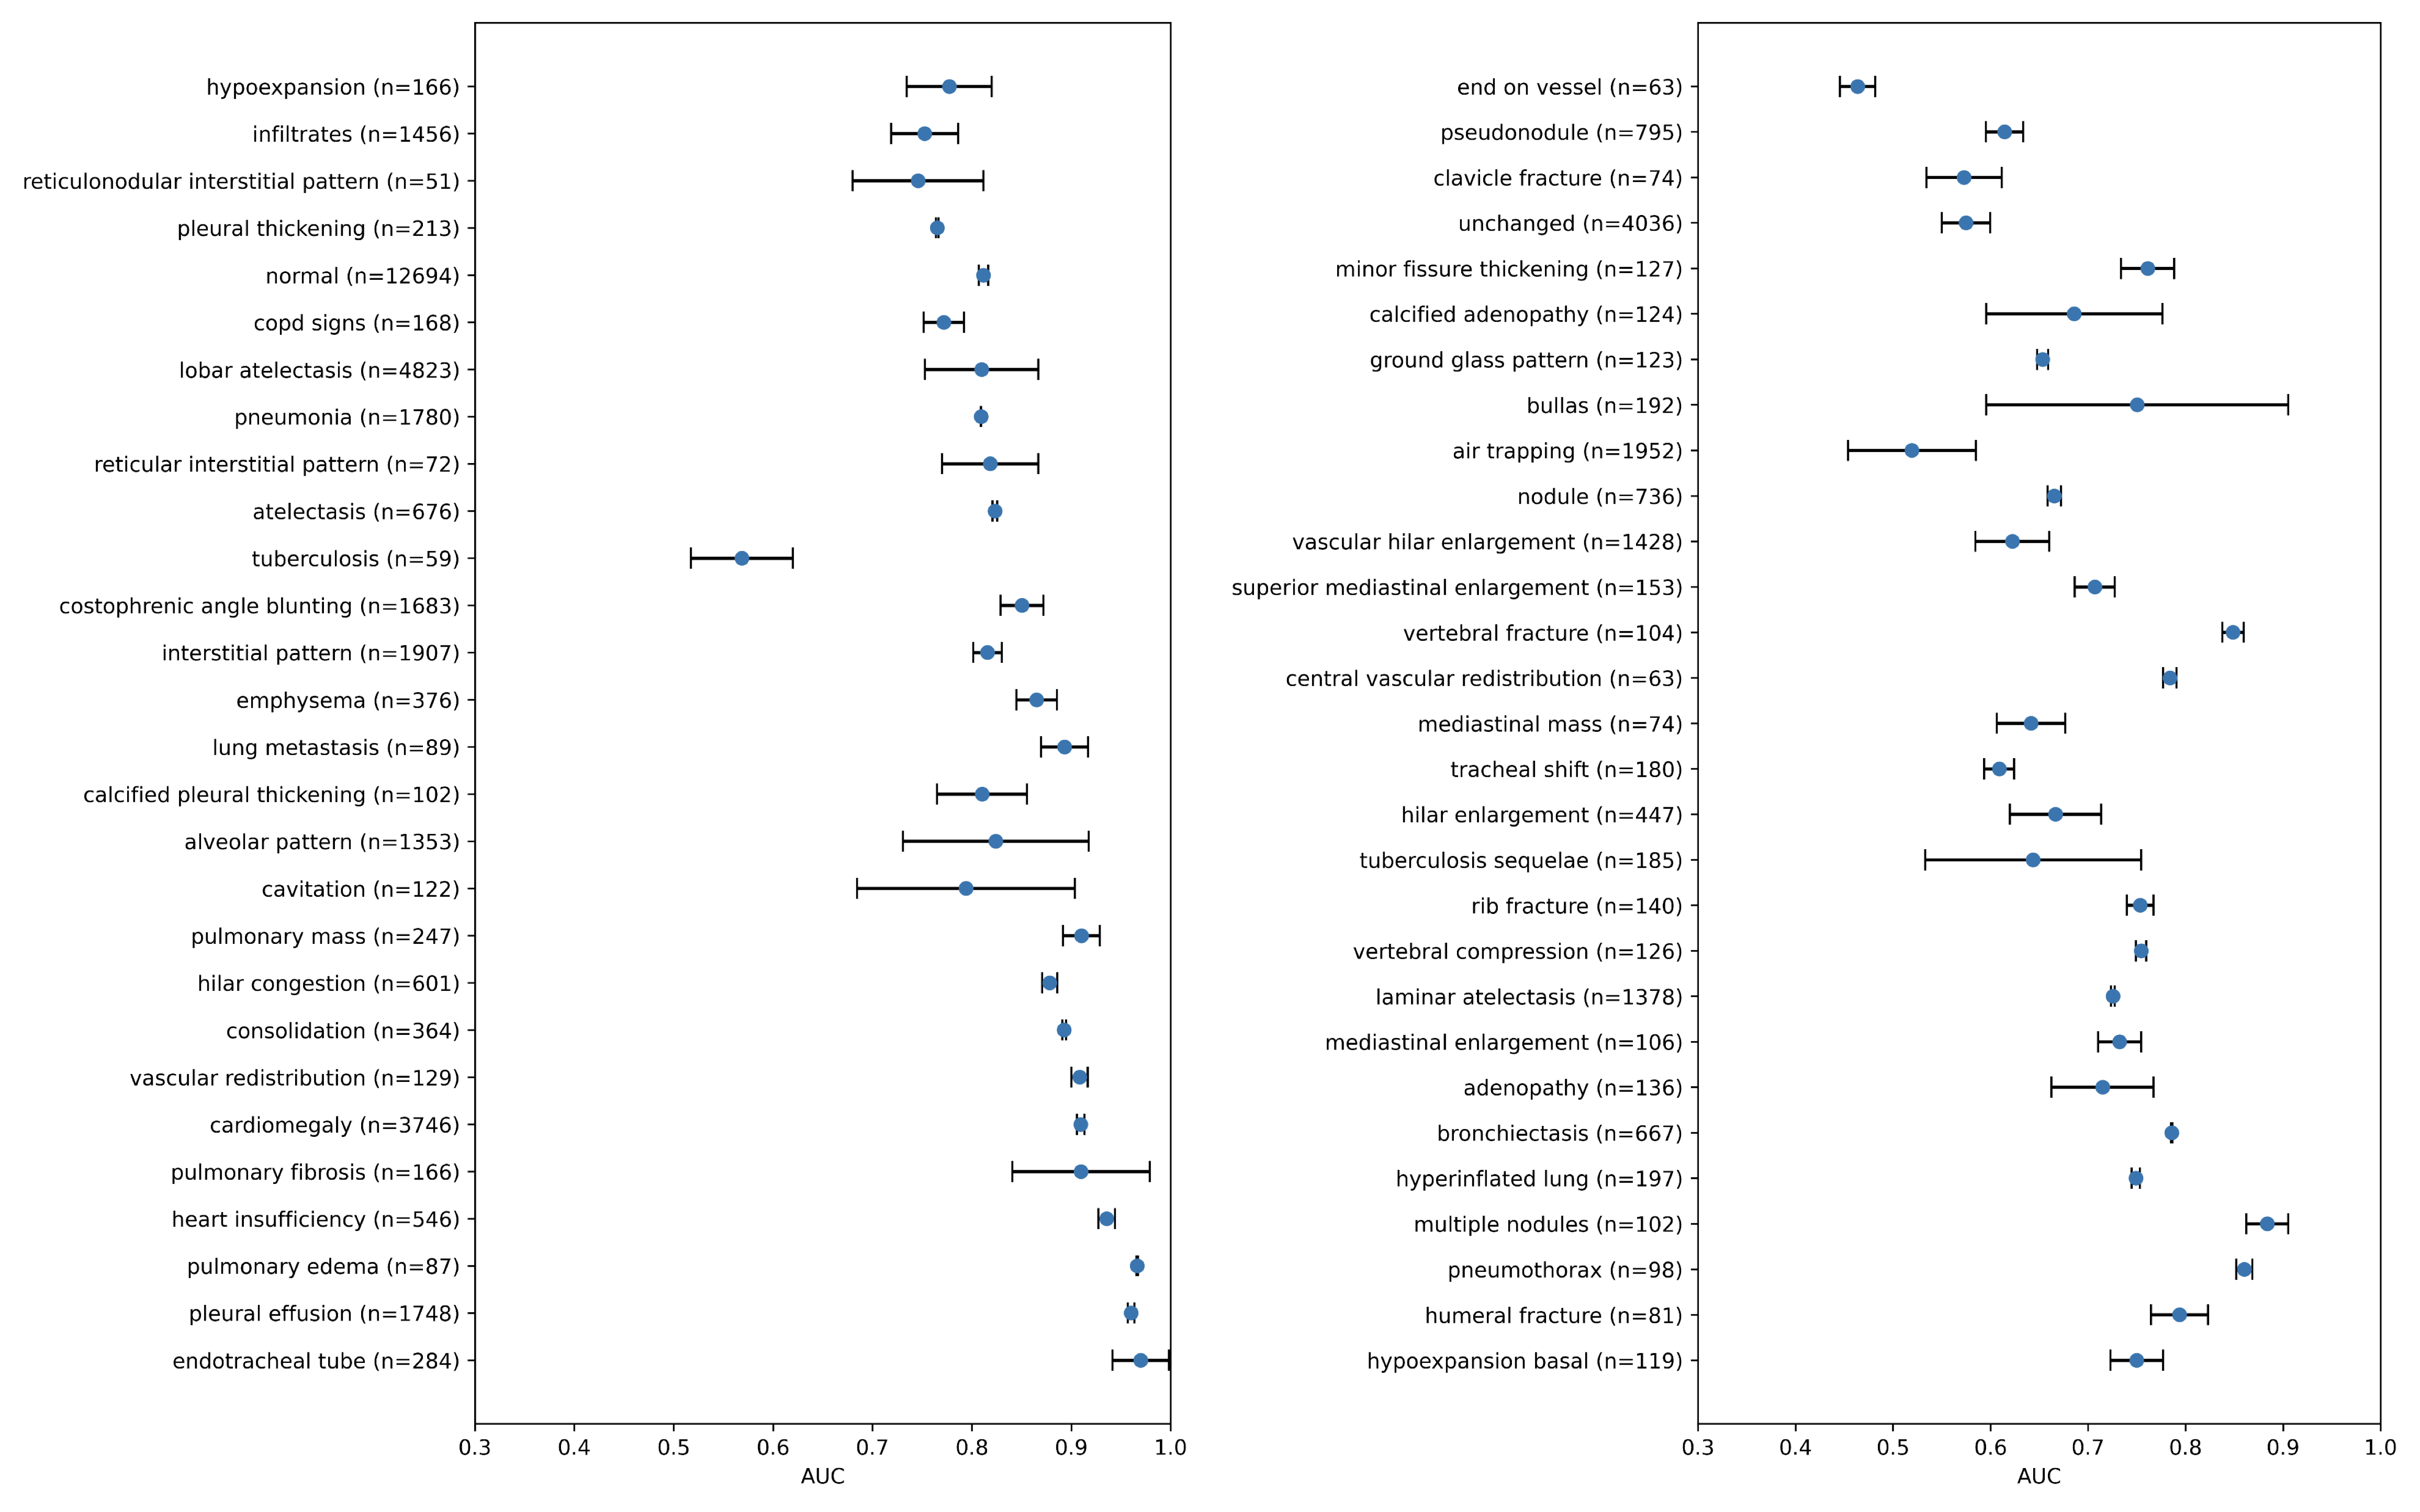 hypoexpansion (n=166)
infiltrates (n=1456)
reticulonodular interstitial pattern (n=51)
pleural thickening (n=213)
normal (n=12694)
copd signs (n=168)
lobar atelectasis (n=4823)
pneumonia (n=1780)
reticular interstitial pattern (n=72)
atelectasis (n=676)
tuberculosis (n=59)
costophrenic angle blunting (n=1683)
interstitial pattern (n=1907)
emphysema (n=376)
lung metastasis (n=89)
calcified pleural thickening (n=102)
alveolar pattern (n=1353)
cavitation (n=122)
pulmonary mass (n=247)
hilar congestion (n=601)
consolidation (n=364)
vascular redistribution (n=129)
cardiomegaly (n=3746)
pulmonary fibrosis (n=166)
heart insufficiency (n=546)
pulmonary edema (n=87)
pleural effusion (n=1748)
endotracheal tube (n=284)
0.3 0.4 0.5 0.6 0.7 0.8 0.9 1.0
AUC
end on vessel (n=63)
pseudonodule (n=795)
clavicle fracture (n=74)
unchanged (n=4036)
minor fissure thickening (n=127)
calcified adenopathy (n=124)
ground glass pattern (n=123)
bullas (n=192)
air trapping (n=1952)
nodule (n=736)
vascular hilar enlargement (n=1428)
superior mediastinal enlargement (n=153)
vertebral fracture (n=104)
central vascular redistribution (n=63)
mediastinal mass (n=74)
tracheal shift (n=180)
hilar enlargement (n=447)
tuberculosis sequelae (n=185)
rib fracture (n=140)
vertebral compression (n=126)
laminar atelectasis (n=1378)
mediastinal enlargement (n=106)
adenopathy (n=136)
bronchiectasis (n=667)
hyperinflated lung (n=197)
multiple nodules (n=102)
pneumothorax (n=98)
humeral fracture (n=81)
hypoexpansion basal (n=119)
0.3 0.4 0.5 0.6 0.7 0.8 0.9 1.0
AUC